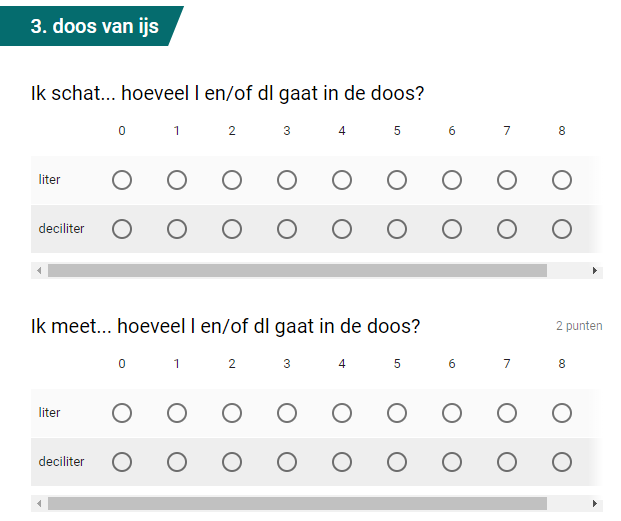 3. doos van ijs
Ik schat... hoeveel l en/of dl gaat in de doos?
0 1 2 3 4 5 6 7 8
liter
deciliter
Ik meet... hoeveel l en/of dl gaat in de doos? 2 punten
0 1 2 3 4 5 6 7 8
liter
deciliter